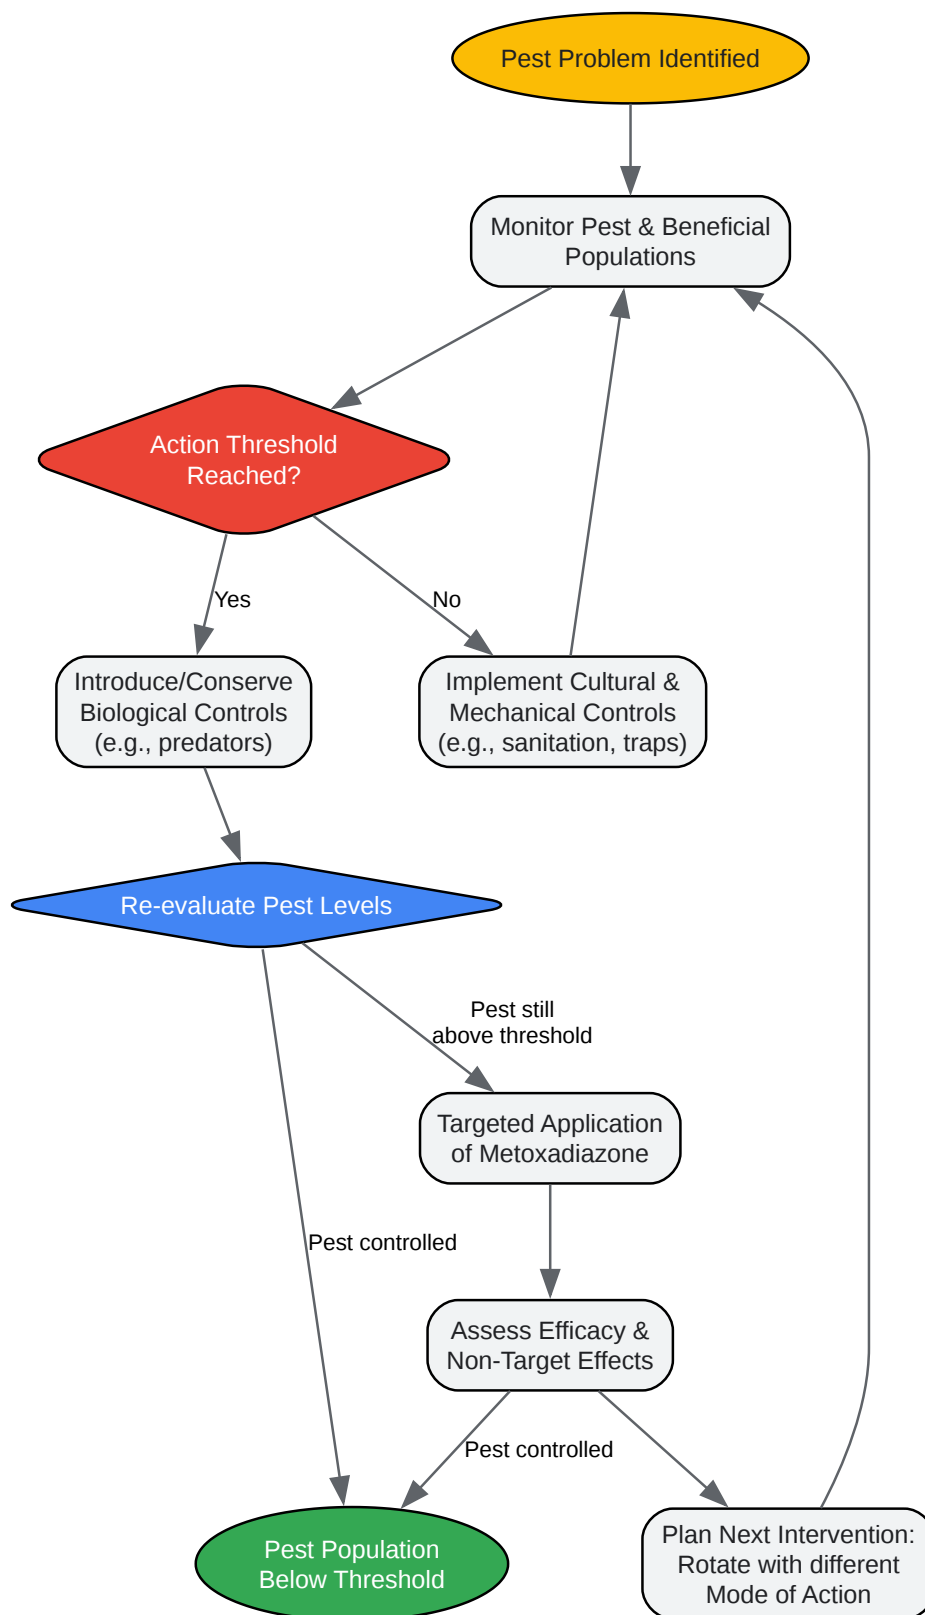 Pest Problem Identified
Monitor Pest & Beneficial
Populations
Action Threshold
Reached?
Yes
No
Introduce/Conserve
Biological Controls
(e.g., predators)
Implement Cultural &
Mechanical Controls
(e.g., sanitation, traps)
Re-evaluate Pest Levels
Pest still
above threshold
Targeted Application
of Metoxadiazone
Pest controlled
Assess Efficacy &
Non-Target Effects
Pest controlled
Pest Population
Below Threshold
Plan Next Intervention:
Rotate with different
Mode of Action